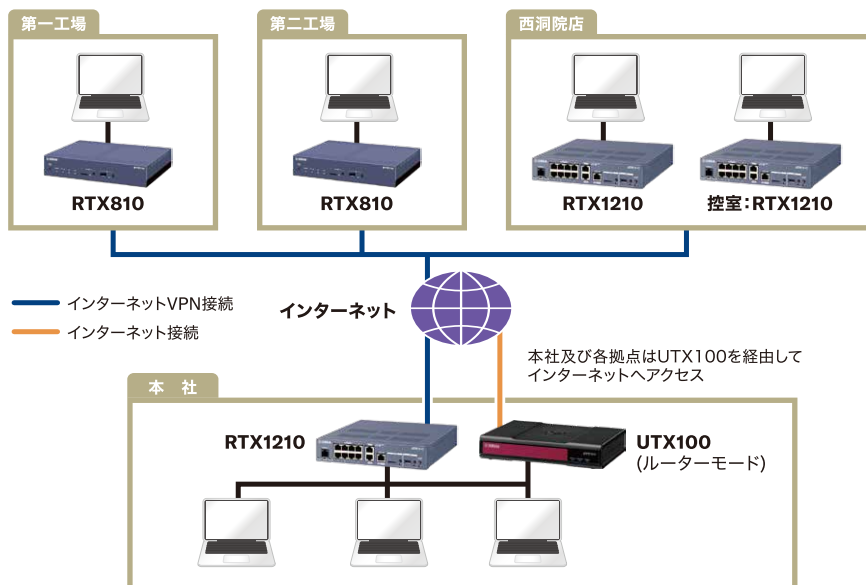 第一工場
第二工場
西洞院店
RTX810
RTX810
RTX1210
控室：RTX1210
インターネットVPN接続
インターネット接続
インターネット
本社及び各拠点はUTX100を経由して
インターネットへアクセス
本 社
RTX1210
UTX100
(ルーターモード)